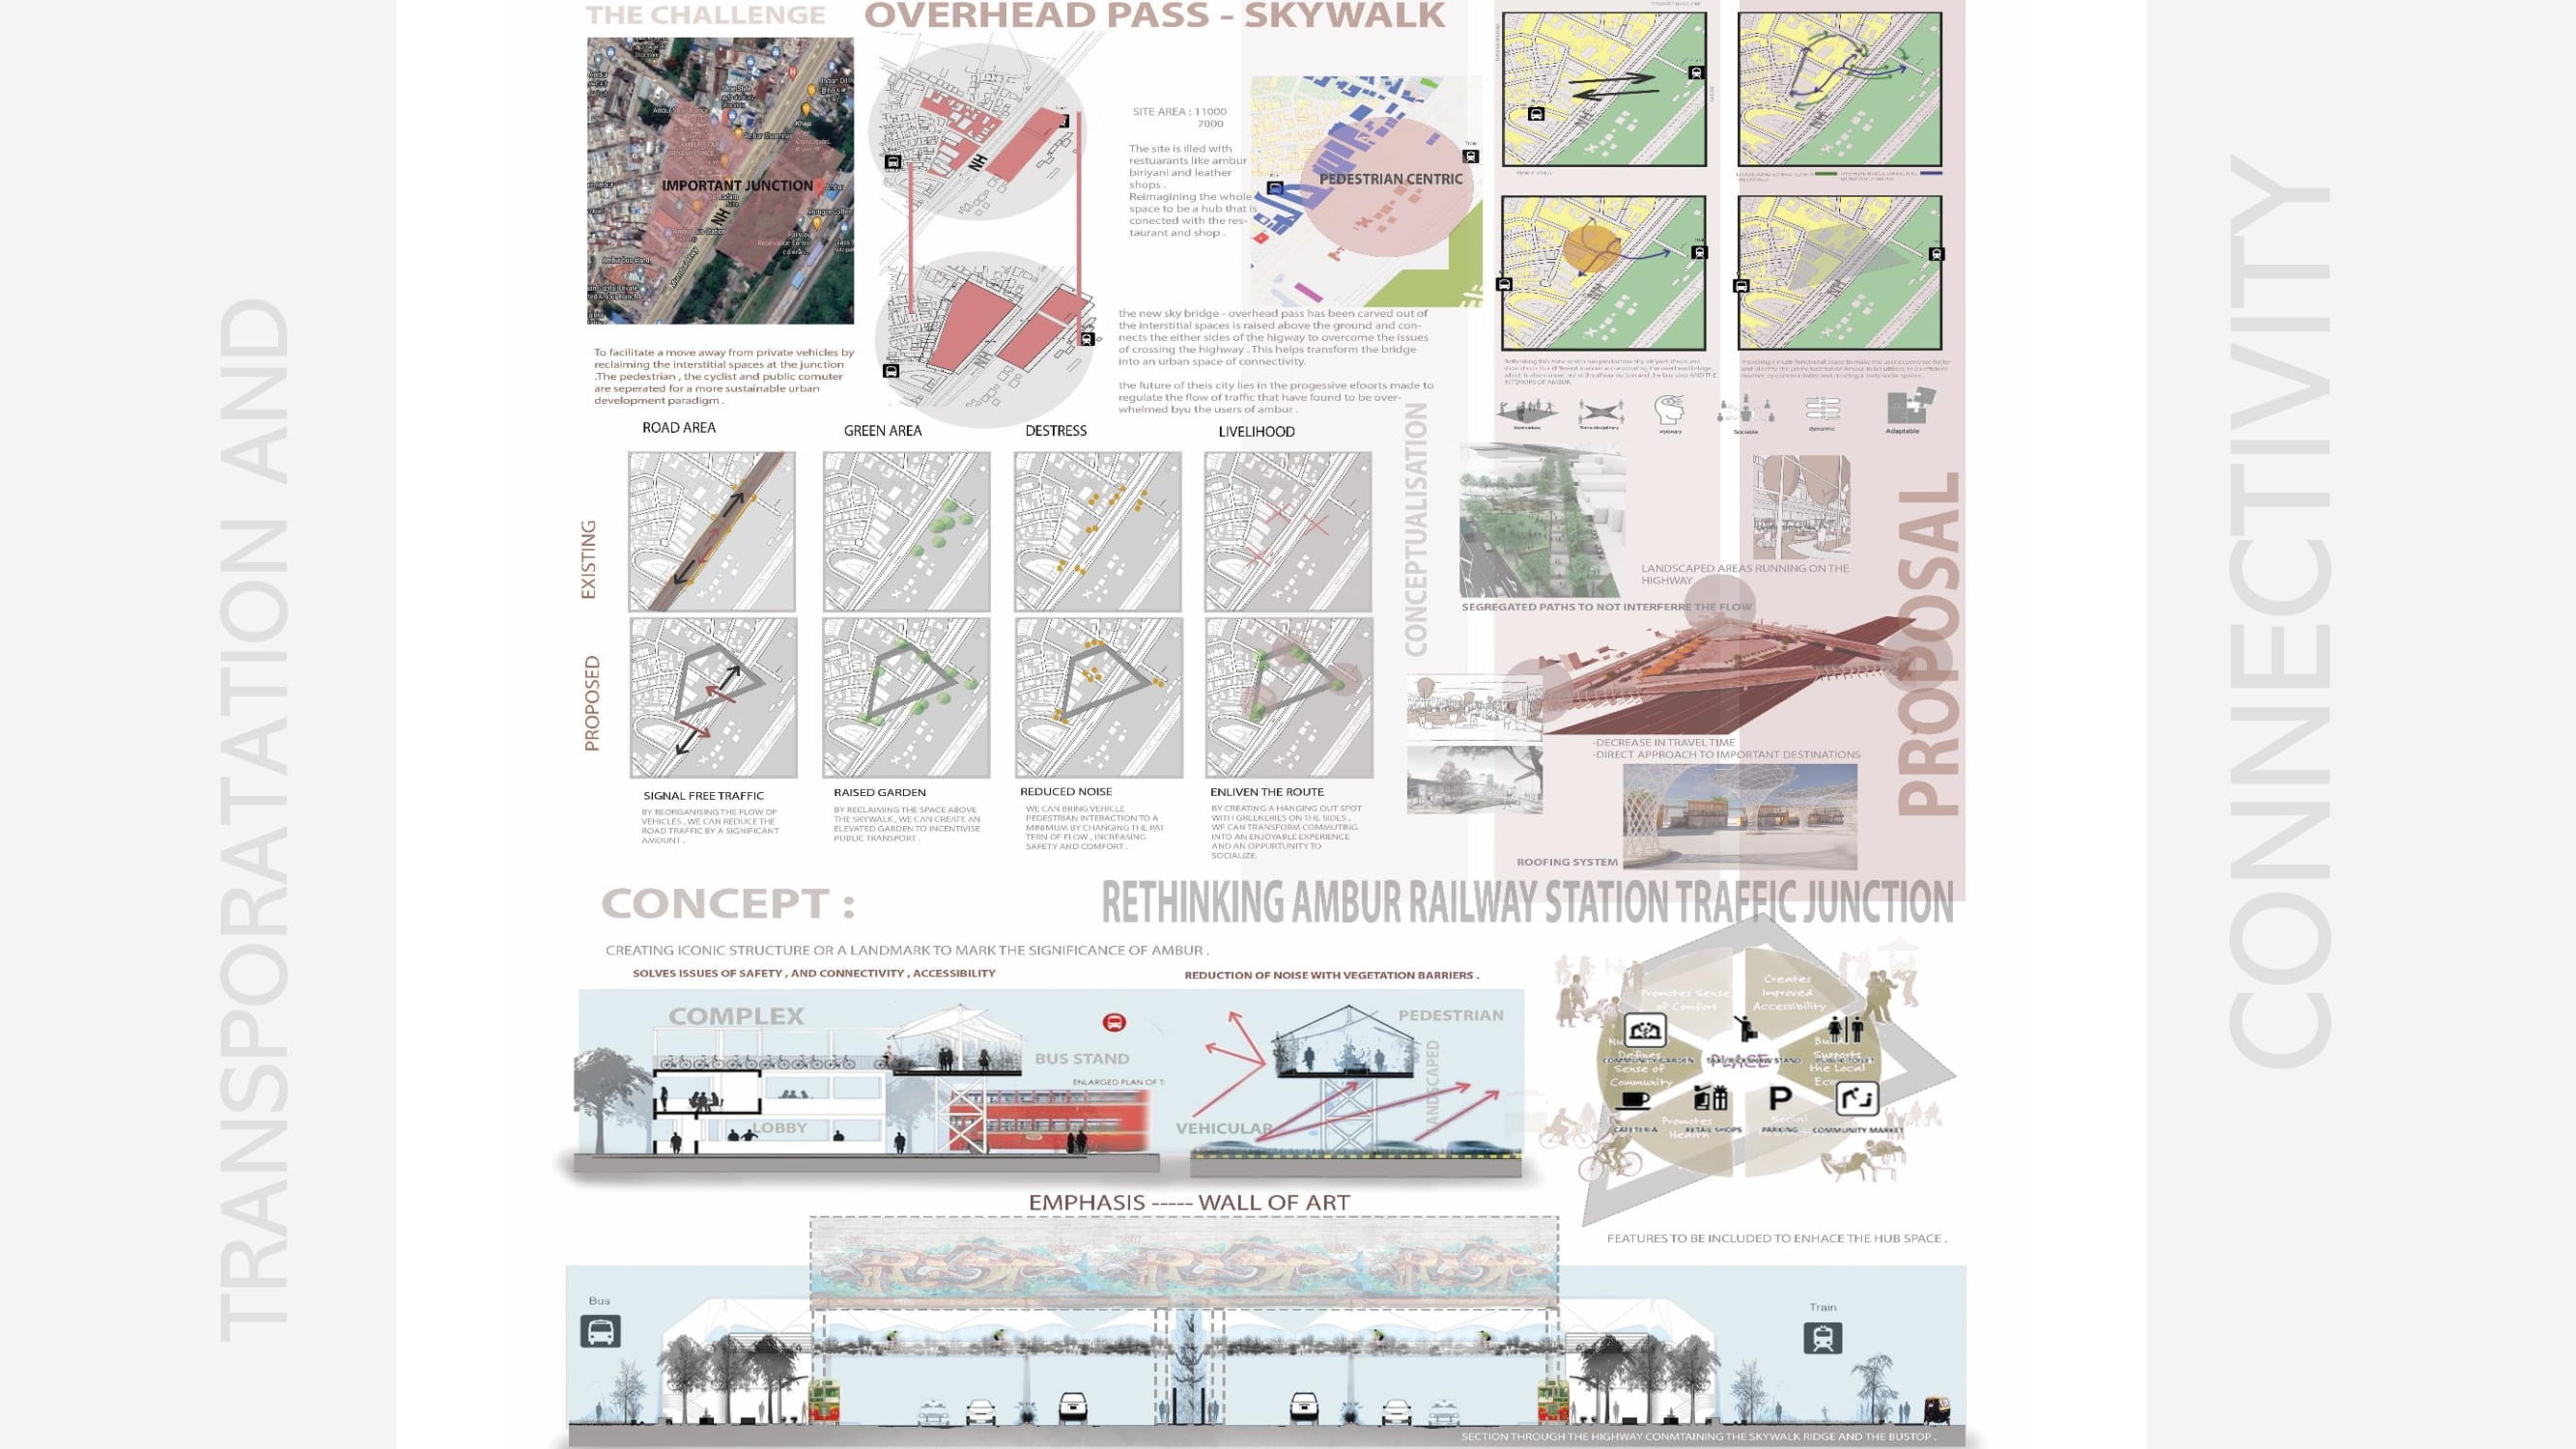 TRANSPORATATION AND
CONNECTIVITY
THE CHALLENGE
OVERHEAD PASS - SKYWALK
IMPORTANT JUNCTION
NH
To facilitate a move away from private vehicles by
reclaiming the interstitial spaces at the junction
.The pedestrian , the cyclist and public comuter
are seperated for a more sustainable urban
development paradigm .
NH
NH
SITE AREA : 11000
7000
The site is illed with
restuarants like ambur
biriyani and leather
shops .
Reimagining the whole
space to be a hub that is
conected with the res-
taurant and shop .
PEDESTRIAN CENTRIC
the new sky bridge - overhead pass has been carved out of
the interstitial spaces is raised above the ground and con-
nects the either sides of the higway to overcome the issues
of crossing the highway . This helps transform the bridge
into an urban space of connectivity.
the future of theis city lies in the progessive efoorts made to
regulate the flow of traffic that have found to be over-
whelmed byu the users of ambur .
ROAD AREA
GREEN AREA
DESTRESS
LIVELIHOOD
EXISTING
PROPOSED
SIGNAL FREE TRAFFIC
BY REORGANISING THE FLOW OF
VEHICLES , WE CAN REDUCE THE
ROAD TRAFFIC BY A SIGNIFICANT
AMOUNT .
RAISED GARDEN
BY RECLAIMING THE SPACE ABOVE
THE SKYWALK , WE CAN CREATE AN
ELEVATED GARDEN TO INCENTIVISE
PUBLIC TRANSPORT .
REDUCED NOISE
WE CAN BRING VEHICLE
PEDESTRIAN INTERACTION TO A
MINIMUM BY CHANGING THE PAT
TERN OF FLOW , INCREASING
SAFETY AND COMFORT .
ENLIVEN THE ROUTE
BY CREATING A HANGING OUT SPOT
WITH GREENERIES ON THE SIDES .
WE CAN TRANSFORM COMMUTING
INTO AN ENJOYABLE EXPERIENCE
AND AN OPPURTUNITY TO
SOCIALIZE.
CONCEPTUALISATION
Sociable
dynamic
Adaptable
LANDSCAPED AREAS RUNNING ON THE
HIGHWAY
SEGREGATED PATHS TO NOT INTERFERRE THE FLOW
PROPOSAL
-DECREASE IN TRAVEL TIME
-DIRECT APPROACH TO IMPORTANT DESTINATIONS
ROOFING SYSTEM
CONCEPT :
RETHINKING AMBUR RAILWAY STATION TRAFFIC JUNCTION
CREATING ICONIC STRUCTURE OR A LANDMARK TO MARK THE SIGNIFICANCE OF AMBUR .
SOLVES ISSUES OF SAFETY , AND CONNECTIVITY , ACCESSIBILITY
REDUCTION OF NOISE WITH VEGETATION BARRIERS .
COMPLEX
BUS STAND
ENLARGED PLAN OF T
LOBBY
PEDESTRIAN
LANDSCAPED
VEHICULAR
Promotes Sense
of Comfort
Creates
Improved
Accessibility
Defines
Sense of
Community
Supports
the Local
COMMUNITY GARDEN
PLACE
STAND
Promotes
Health
Social
CAFETERIA
RETAIL SHOPS
PARKING
COMMUNITY MARKET
P
FEATURES TO BE INCLUDED TO ENHACE THE HUB SPACE .
EMPHASIS ----- WALL OF ART
Bus
Train
SECTION THROUGH THE HIGHWAY CONMTAINING THE SKYWALK RIDGE AND THE BUSTOP .